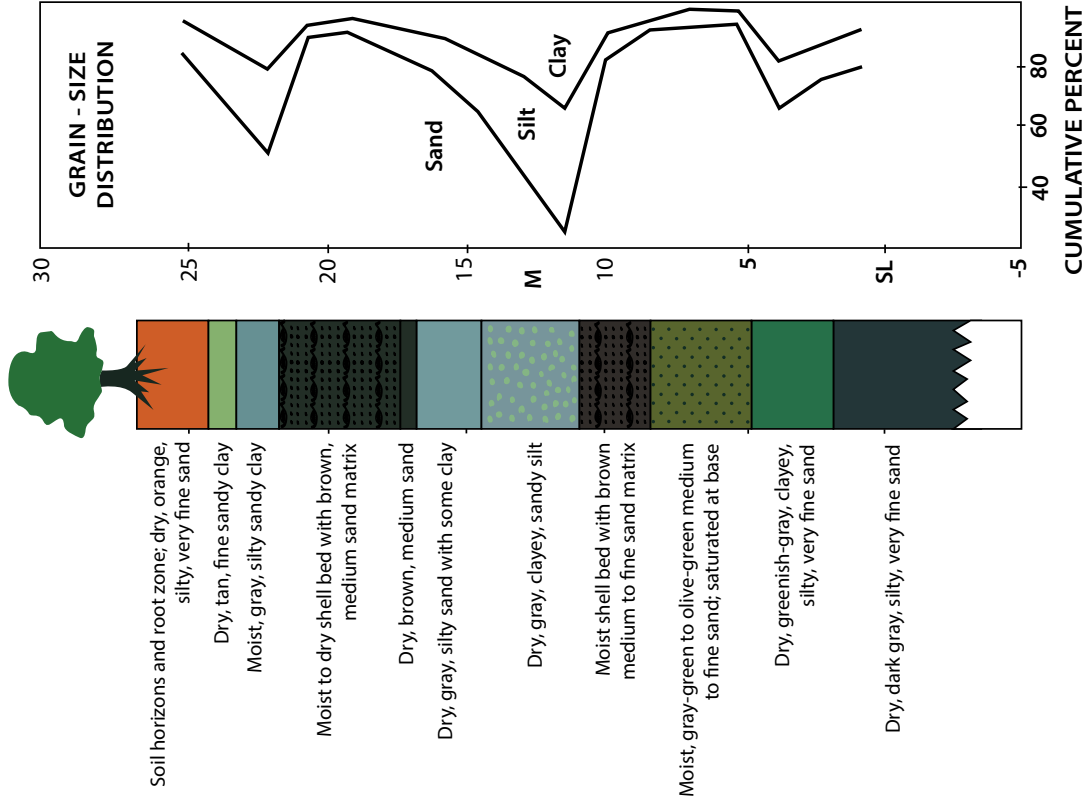 GRAIN - SIZE
DISTRIBUTION
Sand
Silt
Clay
80
60
40
CUMULATIVE PERCENT
30
25
20
15
M
10
5
SL
-5
Soil horizons and root zone; dry, orange,
silty, very fine sand
Dry, tan, fine sandy clay
Moist, gray, silty sandy clay
Moist to dry shell bed with brown,
medium sand matrix
Dry, brown, medium sand
Dry, gray, silty sand with some clay
Dry, gray, clayey, sandy silt
Moist shell bed with brown
medium to fine sand matrix
Moist, gray-green to olive-green medium
to fine sand; saturated at base
Dry, greenish-gray, clayey,
silty, very fine sand
Dry, dark gray, silty, very fine sand